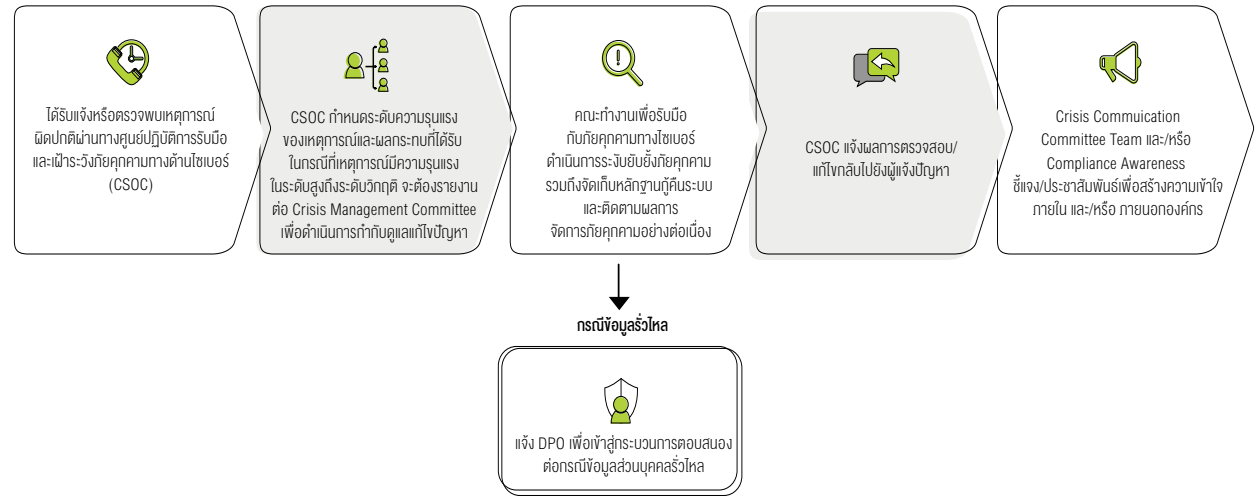 ได้รับแจ้งหรือตรวจพบเหตุการณ์
ผิดปกติผ่านทางศูนย์ปฏิบัติการรับมือ
และเฝ้าระวังภัยคุกคามทางด้านไซเบอร์
(CSOC)
CSOC กำหนดระดับความรุนแรง
ของเหตุการณ์และผลกระทบที่ได้รับ
ในกรณีที่เหตุการณ์มีความรุนแรง
ในระดับสูงถึงระดับวิกฤติ จะต้องรายงาน
ต่อ Crisis Management Committee
เพื่อดำเนินการกำกับดูแลแก้ไขปัญหา
คณะทำงานเพื่อรับมือ
กับภัยคุกคามทางไซเบอร์
ดำเนินการระงับยับยั้งภัยคุกคาม
รวมถึงจัดเก็บหลักฐานกู้คืนระบบ
และติดตามผลการ
จัดการภัยคุกคามอย่างต่อเนื่อง
CSOC แจ้งผลการตรวจสอบ/
แก้ไขกลับไปยังผู้แจ้งปัญหา
Crisis Commuication
Committee Team และ/หรือ
Compliance Awareness
ชี้แจง/ประชาสัมพันธ์เพื่อสร้างความเข้าใจ
ภายใน และ/หรือ ภายนอกองค์กร
กรณีข้อมูลรั่วไหล
แจ้ง DPO เพื่อเข้าสู่กระบวนการตอบสนอง
ต่อกรณีข้อมูลส่วนบุคคลรั่วไหล